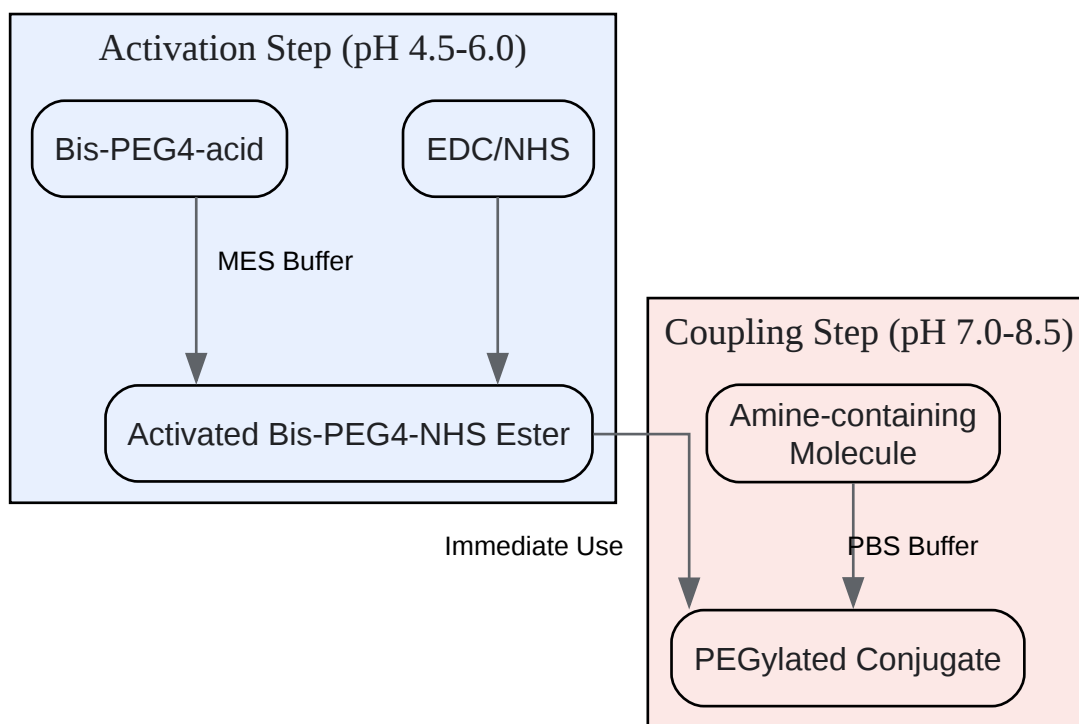 Activation Step (pH 4.5-6.0)
Bis-PEG4-acid
EDC/NHS
MES Buffer
Activated Bis-PEG4-NHS Ester
Immediate Use
Coupling Step (pH 7.0-8.5)
Amine-containing
Molecule
PBS Buffer
PEGylated Conjugate